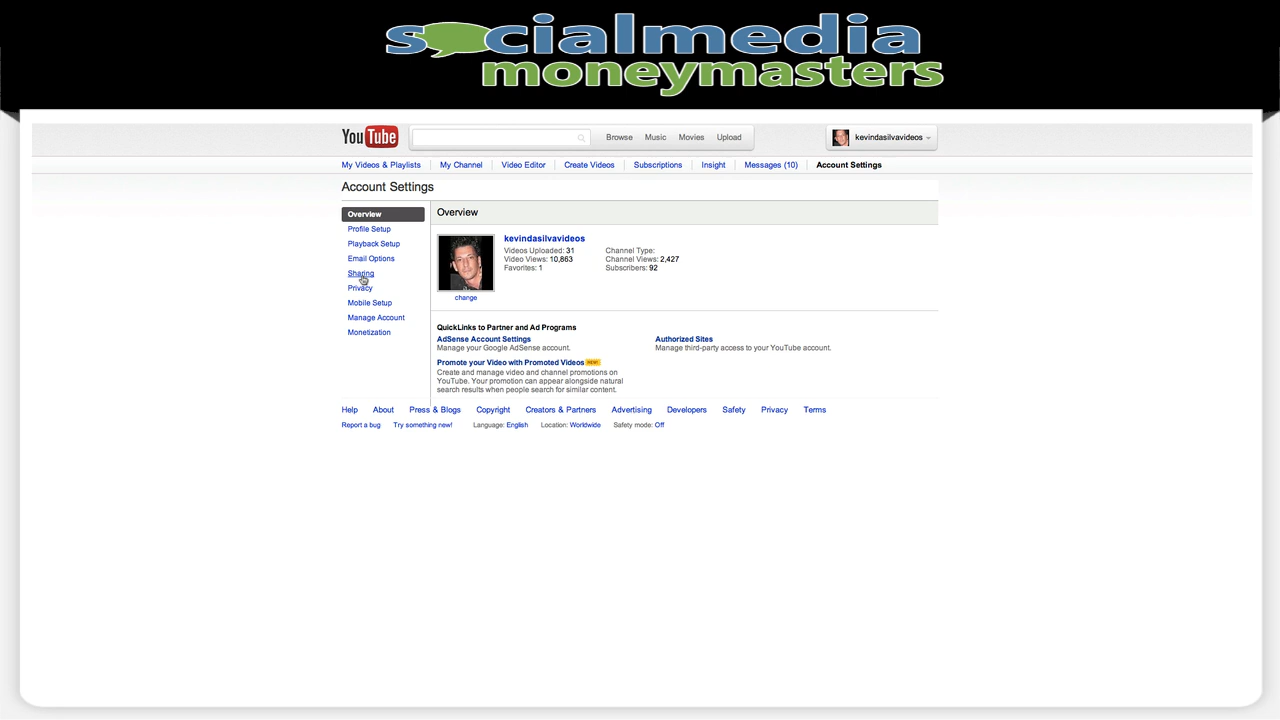 socialmedia
moneymasters
YouTube Browse Music Movies Upload kevindasilvavideos
My Videos & Playlists My Channel Video Editor Create Videos Subscriptions Insight Messages (10) Account Settings
Account Settings
Overview
Profile Setup
Playback Setup
Email Options
Sharing
Privacy
Mobile Setup
Manage Account
Monetization
Overview
kevindasilvavideos
Videos Uploaded: 31
Video Views: 10,863
Favorites: 1
Channel Type:
Channel Views: 2,427
Subscribers: 92
change
QuickLinks to Partner and Ad Programs
AdSense Account Settings
Manage your Google AdSense account.
Authorized Sites
Manage third-party access to your YouTube account.
Promote your Video with Promoted Videos NEW!
Create and manage video and channel promotions on
YouTube. Your promotion can appear alongside natural
search results when people search for similar content.
Help About Press & Blogs Copyright Creators & Partners Advertising Developers Safety Privacy Terms
Report a bug Try something new! Language: English Location: Worldwide Safety mode: Off